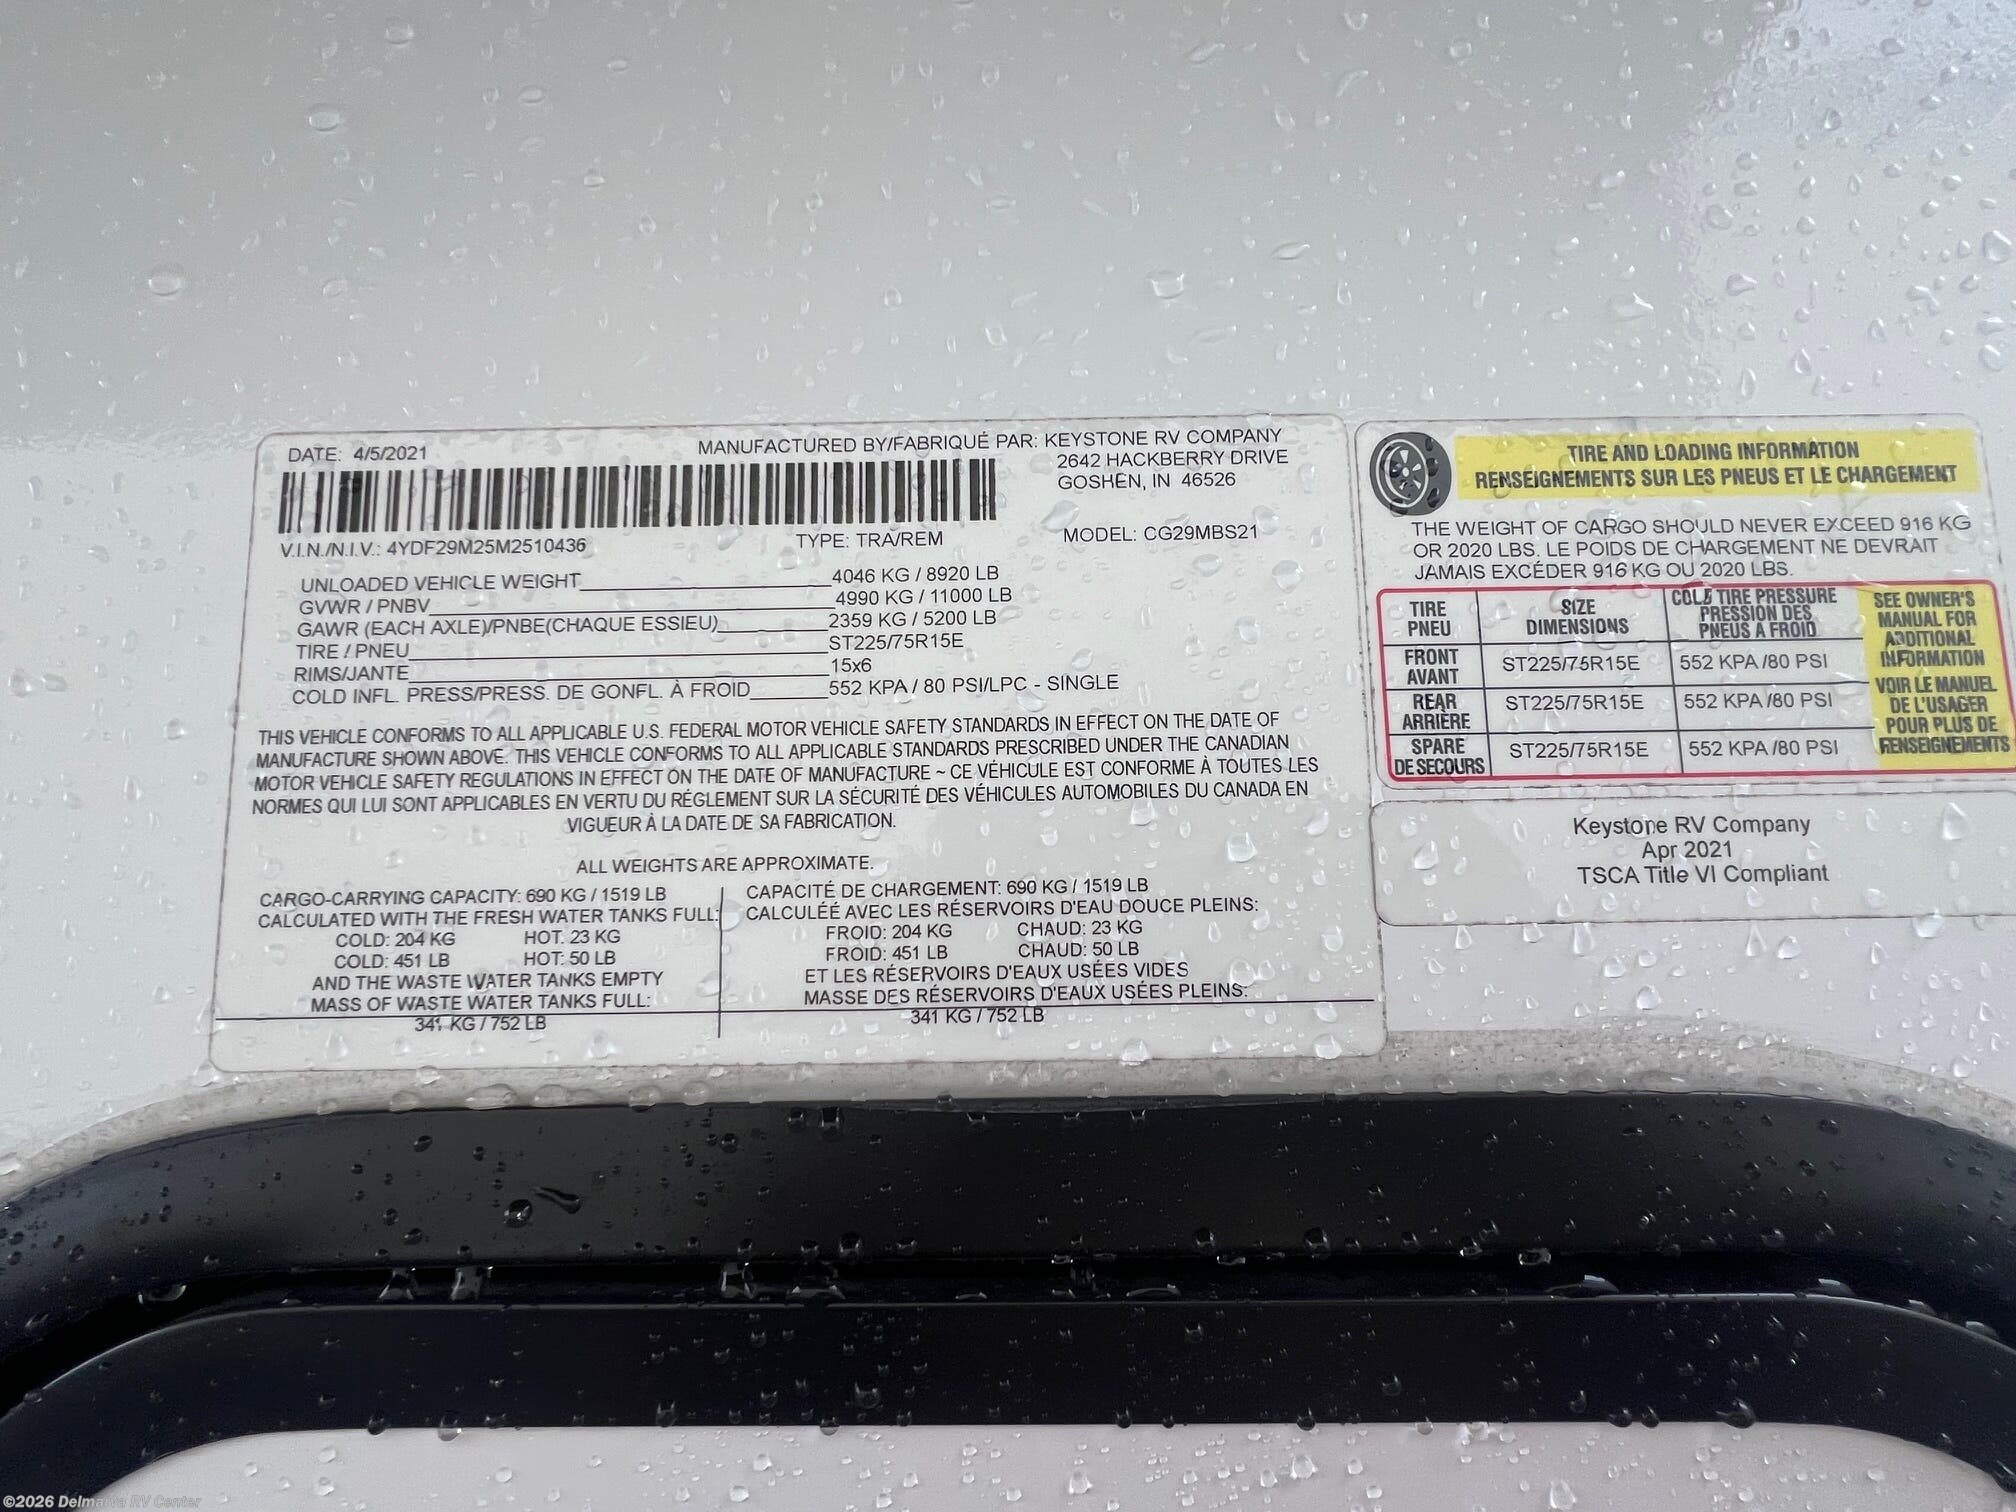 DATE: 4/5/2021
MANUFACTURED BY/FABRIQUÉ PAR: KEYSTONE RV COMPANY
2642 HACKBERRY DRIVE
GOSHEN, IN 46526
V.I.N./N.I.V.: 4YDF29M25M2510436
TYPE: TRA/REM
MODEL: CG29MBS21
UNLOADED VEHICLE WEIGHT 4046 KG / 8920 LB
GVWR / PNBV 4990 KG / 11000 LB
GAWR (EACH AXLE)/PNBE(CHAQUE ESSIEU) 2359 KG / 5200 LB
TIRE / PNEU ST225/75R15E
RIMS/JANTE 15x6
COLD INFL. PRESS/PRESS. DE GONFL. À FROID 552 KPA / 80 PSI/LPC - SINGLE
THIS VEHICLE CONFORMS TO ALL APPLICABLE U.S. FEDERAL MOTOR VEHICLE SAFETY STANDARDS IN EFFECT ON THE DATE OF
MANUFACTURE SHOWN ABOVE. THIS VEHICLE CONFORMS TO ALL APPLICABLE STANDARDS PRESCRIBED UNDER THE CANADIAN
MOTOR VEHICLE SAFETY REGULATIONS IN EFFECT ON THE DATE OF MANUFACTURE ~ CE VÉHICULE EST CONFORME À TOUTES LES
NORMES QUI LUI SONT APPLICABLES EN VERTU DU RÉGLEMENT SUR LA SÉCURITÉ DES VÉHICULES AUTOMOBILES DU CANADA EN
VIGUEUR À LA DATE DE SA FABRICATION.
ALL WEIGHTS ARE APPROXIMATE.
CARGO-CARRYING CAPACITY: 690 KG / 1519 LB
CALCULATED WITH THE FRESH WATER TANKS FULL:
COLD: 204 KG HOT: 23 KG
COLD: 451 LB HOT: 50 LB
AND THE WASTE WATER TANKS EMPTY
MASS OF WASTE WATER TANKS FULL:
341 KG / 752 LB
CAPACITÉ DE CHARGEMENT: 690 KG / 1519 LB
CALCULÉÉ AVEC LES RÉSERVOIRS D'EAU DOUCE PLEINS:
FROID: 204 KG CHAUD: 23 KG
FROID: 451 LB CHAUD: 50 LB
ET LES RÉSERVOIRS D'EAUX USÉES VIDES
MASSE DES RÉSERVOIRS D'EAUX USÉES PLEINS:
341 KG / 752 LB
TIRE AND LOADING INFORMATION
RENSEIGNEMENTS SUR LES PNEUS ET LE CHARGEMENT
THE WEIGHT OF CARGO SHOULD NEVER EXCEED 916 KG
OR 2020 LBS. LE POIDS DE CHARGEMENT NE DEVRAIT
JAMAIS EXCÉDER 916 KG OU 2020 LBS.
TIRE
PNEU
SIZE
DIMENSIONS
COLD TIRE PRESSURE
PRESSION DES
PNEUS A FROID
FRONT
AVANT
ST225/75R15E
552 KPA /80 PSI
REAR
ARRIÈRE
ST225/75R15E
552 KPA /80 PSI
SPARE
DE SECOURS
ST225/75R15E
552 KPA /80 PSI
SEE OWNER'S
MANUAL FOR
ADDITIONAL
INFORMATION
VOIR LE MANUEL
DE L'USAGER
POUR PLUS DE
RENSEIGNEMENTS
Keystone RV Company
Apr 2021
TSCA Title VI Compliant
©2026 Delmarva RV Center